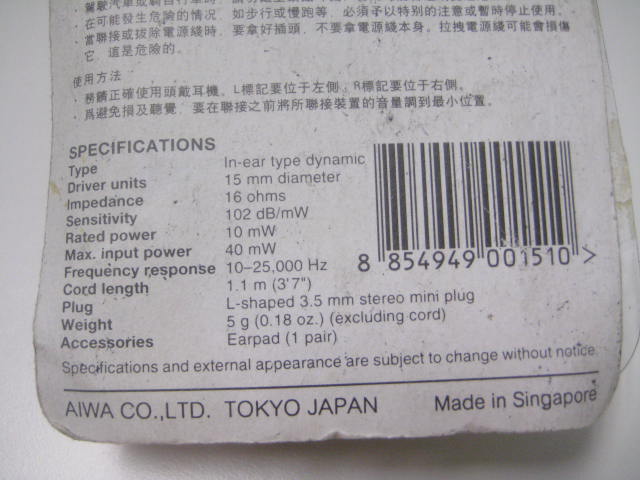 駕駛汽車或騎自行車時
· 在可能發生危險的情况，如步行或慢跑等，必須予以特别的注意或暫時停止使用。
· 當聯接或拔除電源綫時，要拿好插頭，不要拿電源綫本身。拉拽電源綫可能會損傷
它，這是危險的。
使用方法
· 務請正確使用頭戴耳機。L標記要位于左側，R標記要位于右側。
· 爲避免損及聽覺，要在聯接之前將所聯接裝置的音量調到最小位置。
SPECIFICATIONS
Type In-ear type dynamic
Driver units 15 mm diameter
Impedance 16 ohms
Sensitivity 102 dB/mW
Rated power 10 mW
Max. input power 40 mW
Frequency response 10–25,000 Hz
Cord length 1.1 m (3'7")
Plug L-shaped 3.5 mm stereo mini plug
Weight 5 g (0.18 oz.) (excluding cord)
Accessories Earpad (1 pair)
8 854949 001510 >
Specifications and external appearance are subject to change without notice.
AIWA CO.,LTD. TOKYO JAPAN Made in Singapore